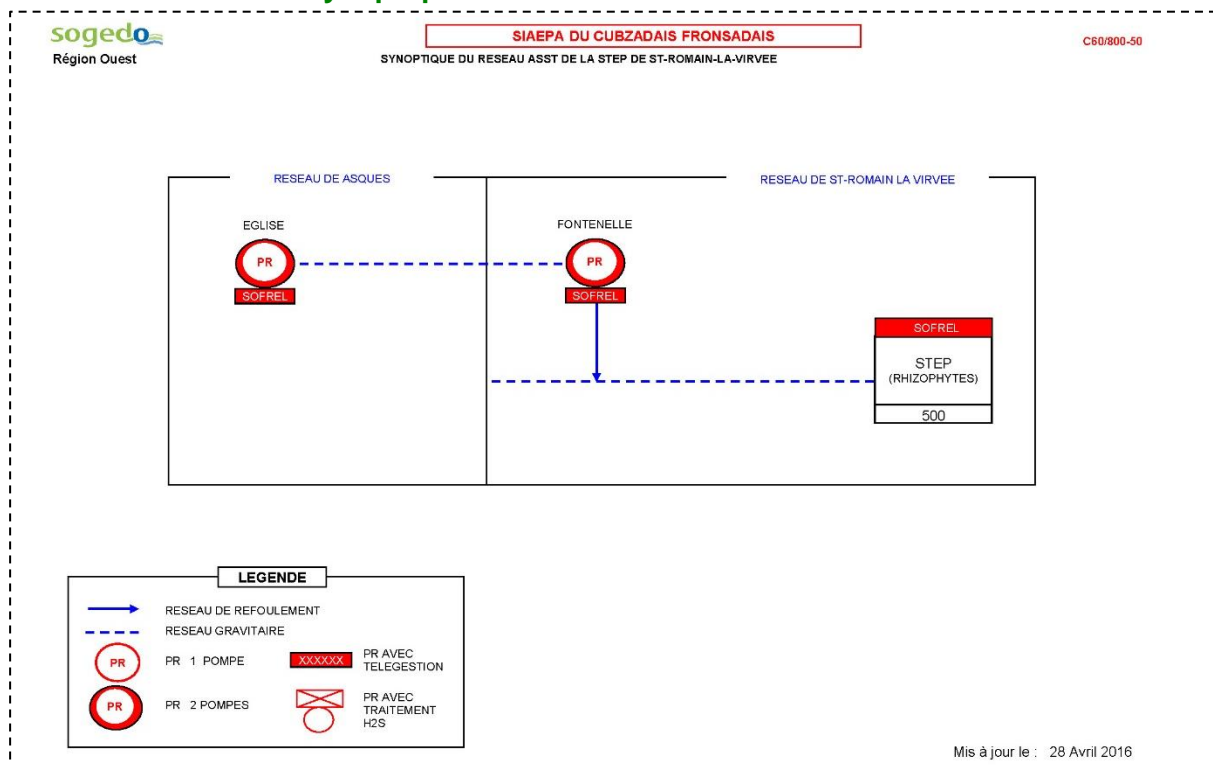 sogedo
Région Ouest
SIAEPA DU CUBZADAIS FRONSADAIS
SYNOPTIQUE DU RESEAU ASST DE LA STEP DE ST-ROMAIN-LA-VIRVEE
C60/800-50
RESEAU DE ASQUES
RESEAU DE ST-ROMAIN LA VIRVEE
EGLISE
PR
SOFREL
FONTENELLE
PR
SOFREL
SOFREL
STEP
(RHIZOPHYTES)
500
LEGENDE
RESEAU DE REFOULEMENT
RESEAU GRAVITAIRE
PR
PR 1 POMPE
XXXXXX
PR AVEC
TELEGESTION
PR
PR 2 POMPES
PR AVEC
TRAITEMENT
H2S
Mis à jour le : 28 Avril 2016